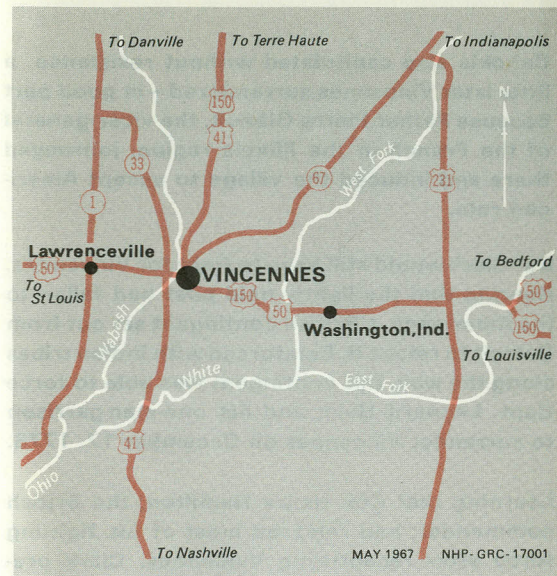 To Danville
To Terre Haute
To Indianapolis
N
150
41
33
67
West Fork
231
1
Lawrenceville
50
To
St Louis
VINCENNES
To Bedford
50
150
Wabash
150
50
Washington, Ind.
To Louisville
White
East Fork
41
Ohio
To Nashville
MAY 1967 NHP-GRC-17001